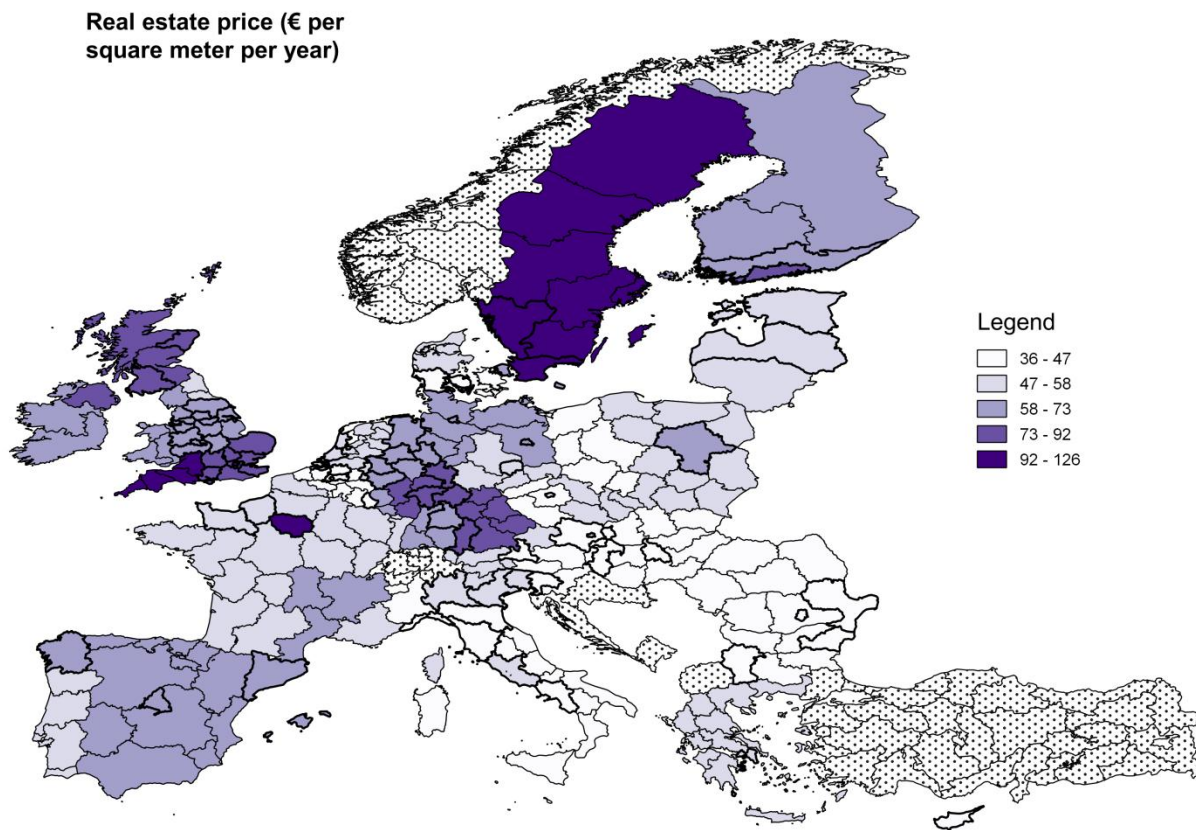 Real estate price (€ per
square meter per year)
Legend
36 - 47
47 - 58
58 - 73
73 - 92
92 - 126